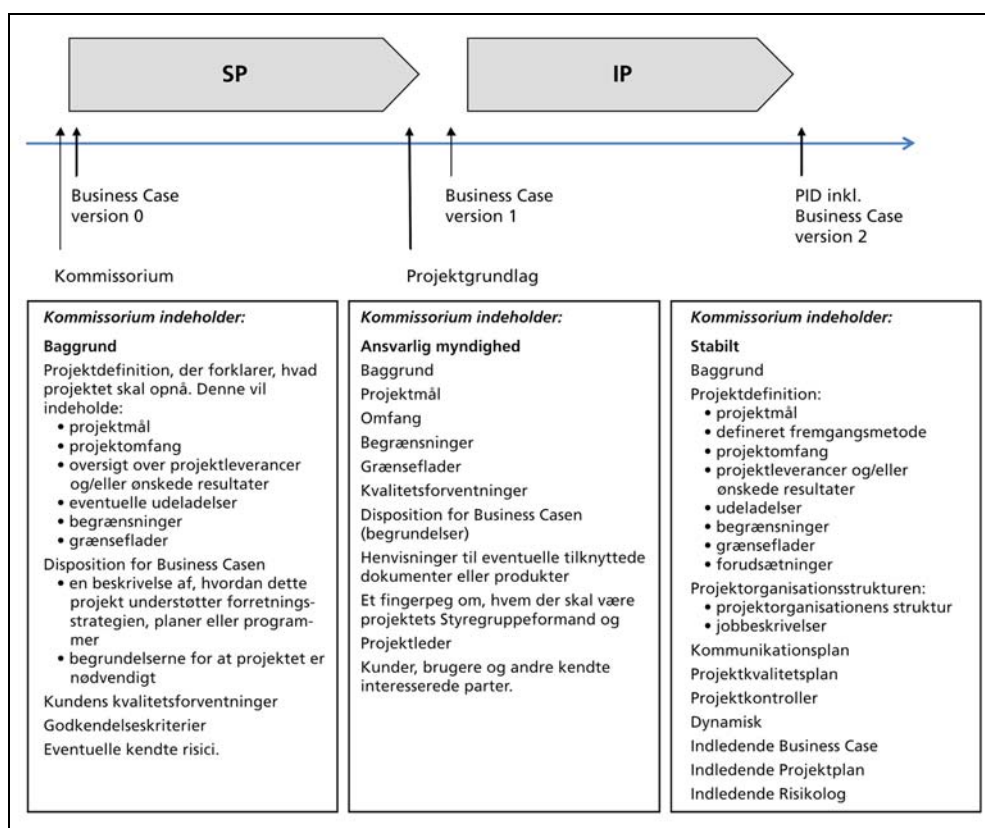 SP
IP
Business Case
version 0
Business Case
version 1
PID inkl.
Business Case
version 2
Kommissorium
Projektgrundlag
Kommissorium indeholder:
Baggrund
Projektdefinition, der forklarer, hvad
projektet skal opnå. Denne vil
indeholde:
• projektmål
• projektomfang
• oversigt over projektleverancer
og/eller ønskede resultater
• eventuelle udeladelser
• begrænsninger
• grænseflader
Disposition for Business Casen
• en beskrivelse af, hvordan dette
projekt understøtter forretnings-
strategien, planer eller program-
mer
• begrundelserne for at projektet er
nødvendigt
Kundens kvalitetsforventninger
Godkendelseskriterier
Eventuelle kendte risici.
Kommissorium indeholder:
Ansvarlig myndighed
Baggrund
Projektmål
Omfang
Begrænsninger
Grænseflader
Kvalitetsforventninger
Disposition for Business Casen
(begrundelser)
Henvisninger til eventuelle tilknyttede
dokumenter eller produkter
Et fingerpeg om, hvem der skal være
projektets Styregruppeformand og
Projektleder
Kunder, brugere og andre kendte
interesserede parter.
Kommissorium indeholder:
Stabilt
Baggrund
Projektdefinition:
• projektmål
• defineret fremgangsmetode
• projektomfang
• projektleverancer og/eller
ønskede resultater
• udeladelser
• begrænsninger
• grænseflader
• forudsætninger
Projektorganisationsstrukturen:
• projektorganisationens struktur
• jobbeskrivelser
Kommunikationsplan
Projektkvalitetsplan
Projektkontroller
Dynamisk
Indledende Business Case
Indledende Projektplan
Indledende Risikolog